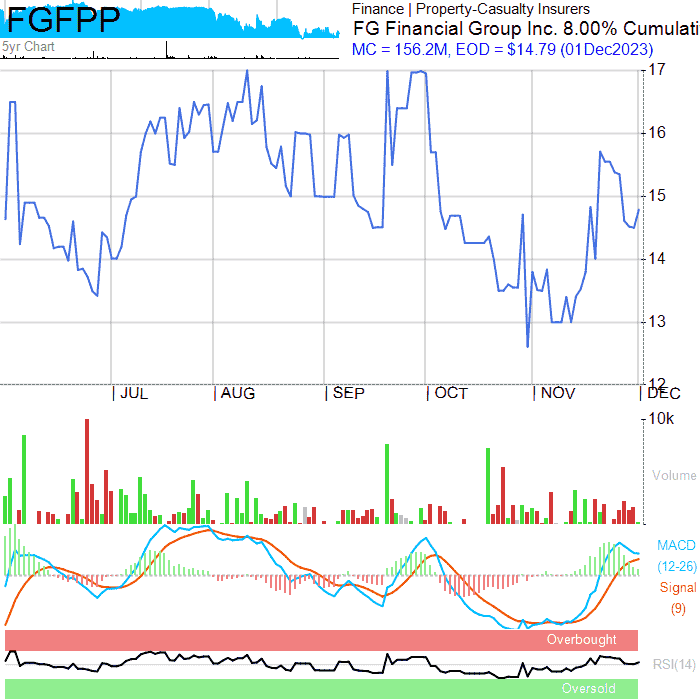 FGFPP
Finance | Property-Casualty Insurers
FG Financial Group Inc. 8.00% Cumulati
MC = 156.2M, EOD = $14.79 (01Dec2023)
5yr Chart
17
16
15
14
13
12
JUL AUG SEP OCT NOV DEC
10k
Volume
MACD
(12-26)
Signal
(9)
Overbought
RSI(14)
Oversold